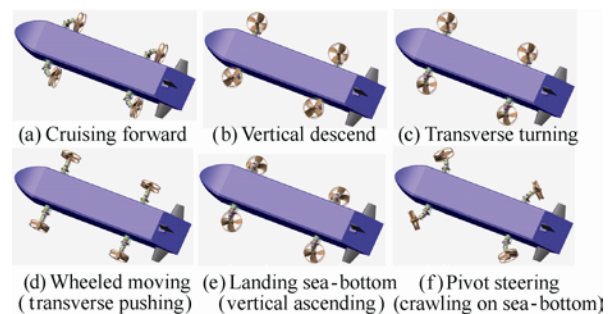 (a) Cruising forward
(b) Vertical descend
(c) Transverse turning
(d) Wheeled moving
(transverse pushing)
(e) Landing sea-bottom
(vertical ascending)
(f) Pivot steering
(crawling on sea-bottom)